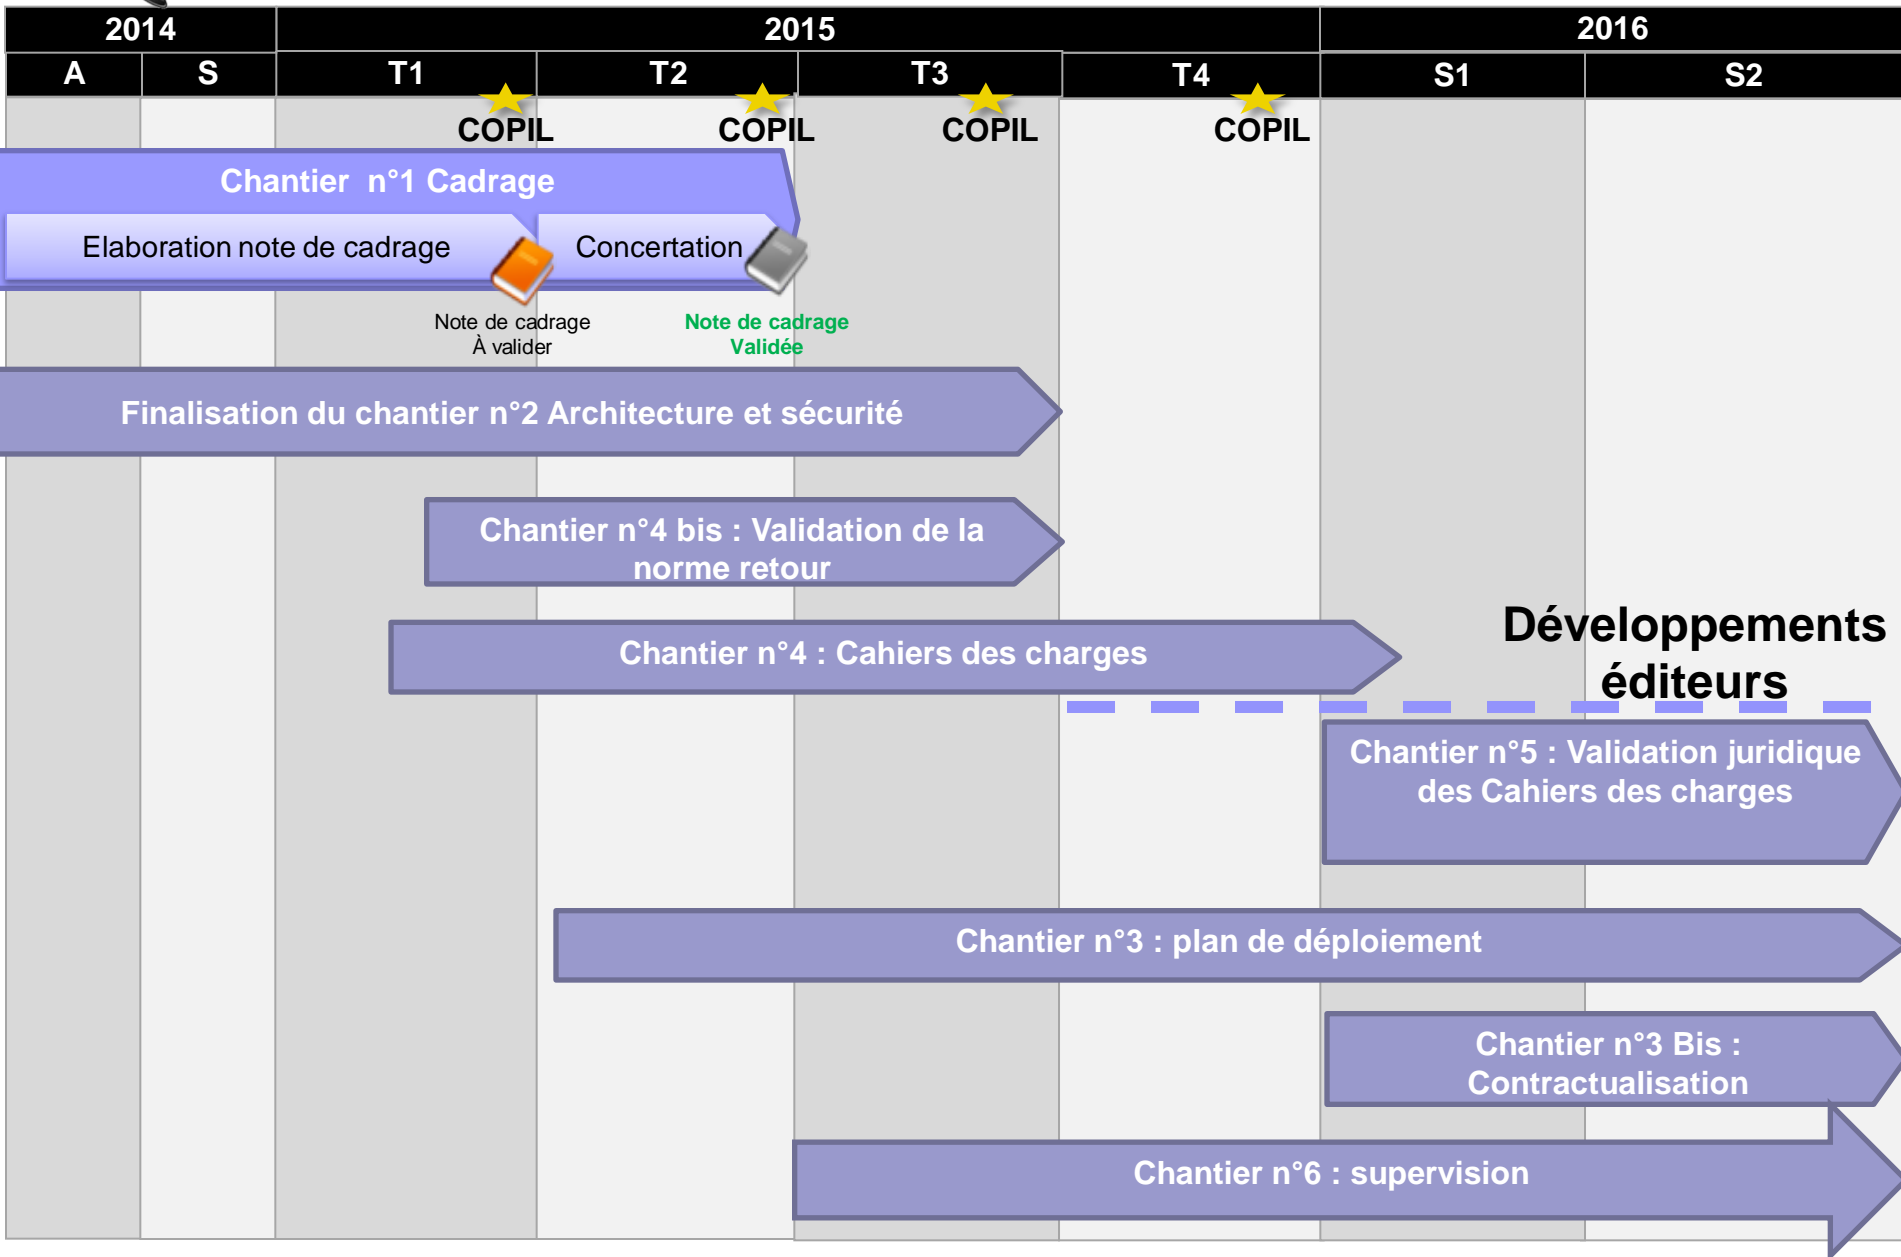 2014 2015 2016
A S T1 T2 T3 T4 S1 S2
COPIL COPIL COPIL COPIL
Chantier n°1 Cadrage
Elaboration note de cadrage Concertation
Note de cadrage
À valider
Note de cadrage
Validée
Finalisation du chantier n°2 Architecture et sécurité
Chantier n°4 bis : Validation de la
norme retour
Chantier n°4 : Cahiers des charges
Développements
éditeurs
Chantier n°5 : Validation juridique
des Cahiers des charges
Chantier n°3 : plan de déploiement
Chantier n°3 Bis :
Contractualisation
Chantier n°6 : supervision